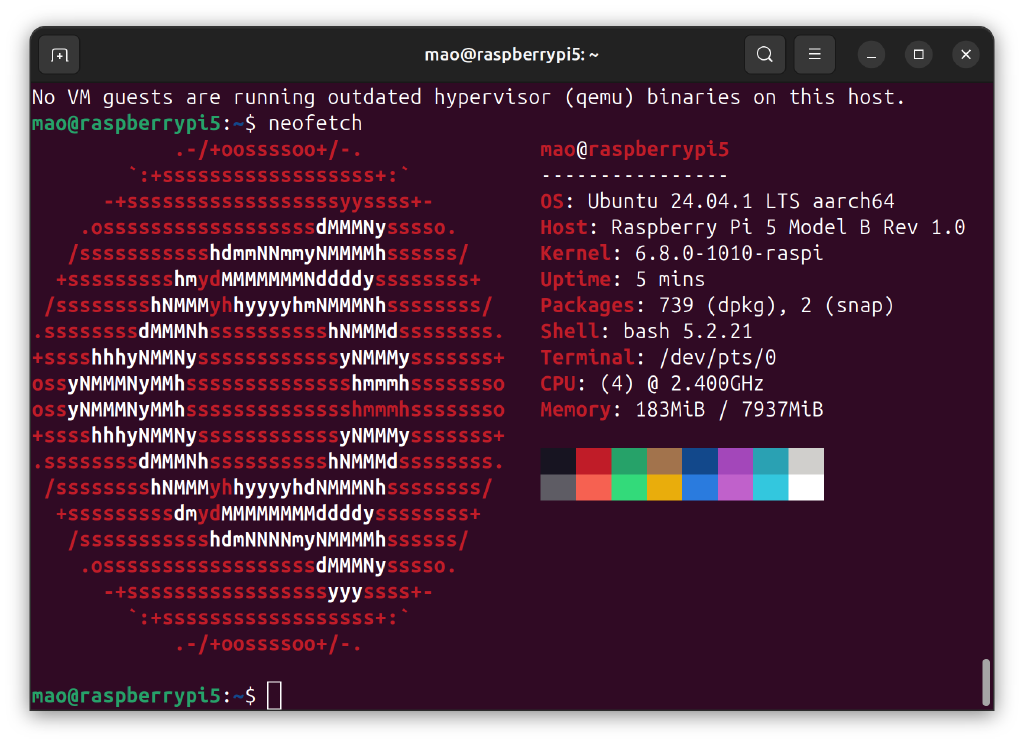 mao@raspberrypi5: ~
No VM guests are running outdated hypervisor (qemu) binaries on this host.
mao@raspberrypi5:~$ neofetch
            .-/+oossssoo+/-.               mao@raspberrypi5
        `:+ssssssssssssssssss+:`           ----------------
      -+ssssssssssssssssssyyssss+-         OS: Ubuntu 24.04.1 LTS aarch64
    .ossssssssssssssssssdMMMNysssso.       Host: Raspberry Pi 5 Model B Rev 1.0
   /ssssssssssshdmmNNmmyNMMMMhssssss/      Kernel: 6.8.0-1010-raspi
  +ssssssssshmydMMMMMMMNddddyssssssss+     Uptime: 5 mins
 /sssssssshNMMMyhhyyyyhmNMMMNhssssssss/    Packages: 739 (dpkg), 2 (snap)
.ssssssssdMMMNhsssssssssshNMMMdssssssss.   Shell: bash 5.2.21
+sssshhhyNMMNyssssssssssssyNMMMysssssss+   Terminal: /dev/pts/0
ossyNMMMNyMMhsssssssssssssshmmmhssssssso   CPU: (4) @ 2.400GHz
ossyNMMMNyMMhsssssssssssssshmmmhssssssso   Memory: 183MiB / 7937MiB
+sssshhhyNMMNyssssssssssssyNMMMysssssss+
.ssssssssdMMMNhsssssssssshNMMMdssssssss.
 /sssssssshNMMMyhhyyyyhdNMMMNhssssssss/
  +sssssssssdmydMMMMMMMMddddyssssssss+
   /ssssssssssshdmNNNNmyNMMMMhssssss/
    .ossssssssssssssssssdMMMNysssso.
      -+sssssssssssssssssyyyssss+-
        `:+ssssssssssssssssss+:`
            .-/+oossssoo+/-.
mao@raspberrypi5:~$